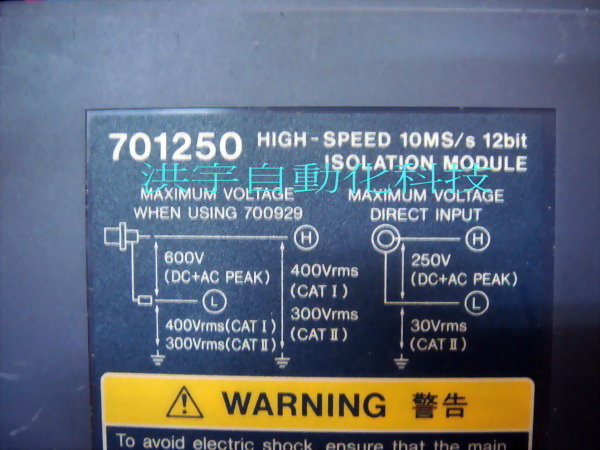 701250 HIGH-SPEED 10MS/s 12bit
ISOLATION MODULE
洪宇自動化科技
MAXIMUM VOLTAGE
WHEN USING 700929
H
600V
(DC+AC PEAK)
L
400Vrms(CAT I)
300Vrms(CAT II)
400Vrms
(CAT I)
300Vrms
(CAT II)
MAXIMUM VOLTAGE
DIRECT INPUT
H
250V
(DC+AC PEAK)
L
30Vrms
(CAT II)
WARNING 警告
To avoid electric shock, ensure that the main